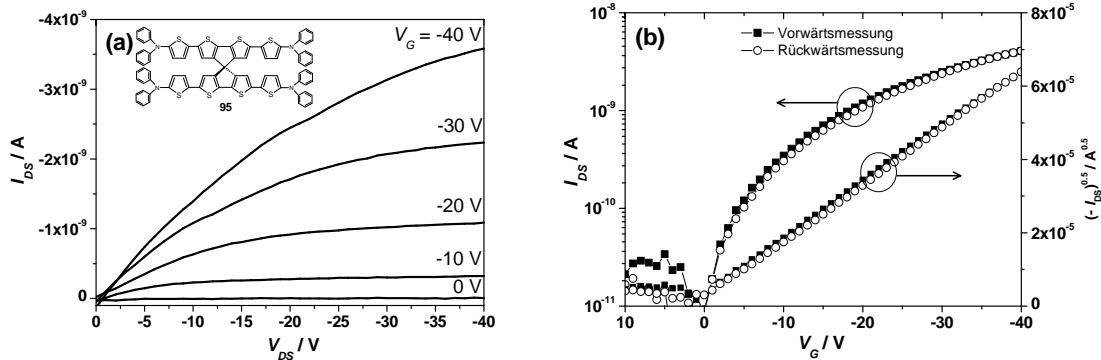 (a)
V_G = -40 V
-30 V
-20 V
-10 V
0 V
N S S S S N
N S S S S N
95
-4x10^-9
-3x10^-9
-2x10^-9
-1x10^-9
0
I_DS / A
0 -5 -10 -15 -20 -25 -30 -35 -40
V_DS / V
(b)
Vorwärtsmessung
Rückwärtsmessung
10^-8
10^-9
10^-10
10^-11
I_DS / A
8x10^-5
6x10^-5
4x10^-5
2x10^-5
0
(- I_DS)^0.5 / A^0.5
10 0 -10 -20 -30 -40
V_G / V